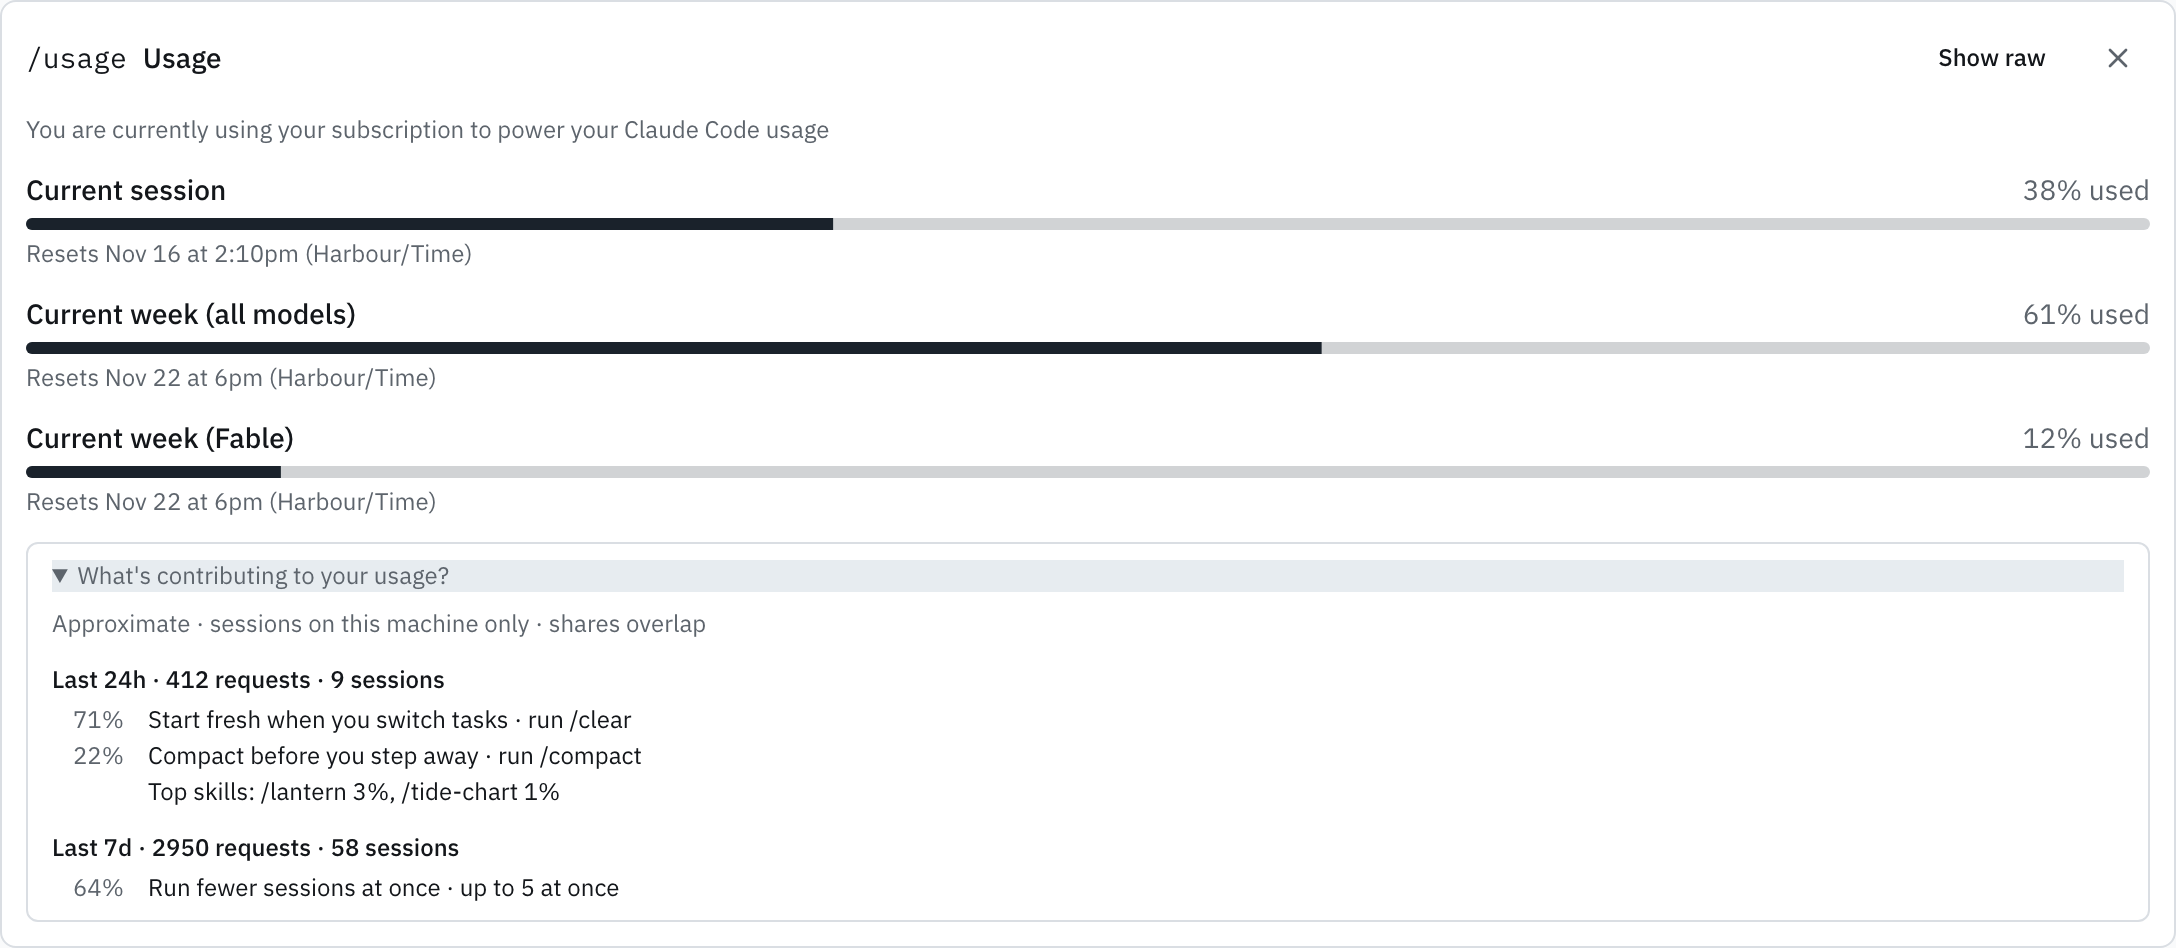 /usage Usage
Show raw
You are currently using your subscription to power your Claude Code usage
Current session
38% used
Resets Nov 16 at 2:10pm (Harbour/Time)
Current week (all models)
61% used
Resets Nov 22 at 6pm (Harbour/Time)
Current week (Fable)
12% used
Resets Nov 22 at 6pm (Harbour/Time)
▼ What's contributing to your usage?
Approximate · sessions on this machine only · shares overlap
Last 24h · 412 requests · 9 sessions
71% Start fresh when you switch tasks · run /clear
22% Compact before you step away · run /compact
Top skills: /lantern 3%, /tide-chart 1%
Last 7d · 2950 requests · 58 sessions
64% Run fewer sessions at once · up to 5 at once